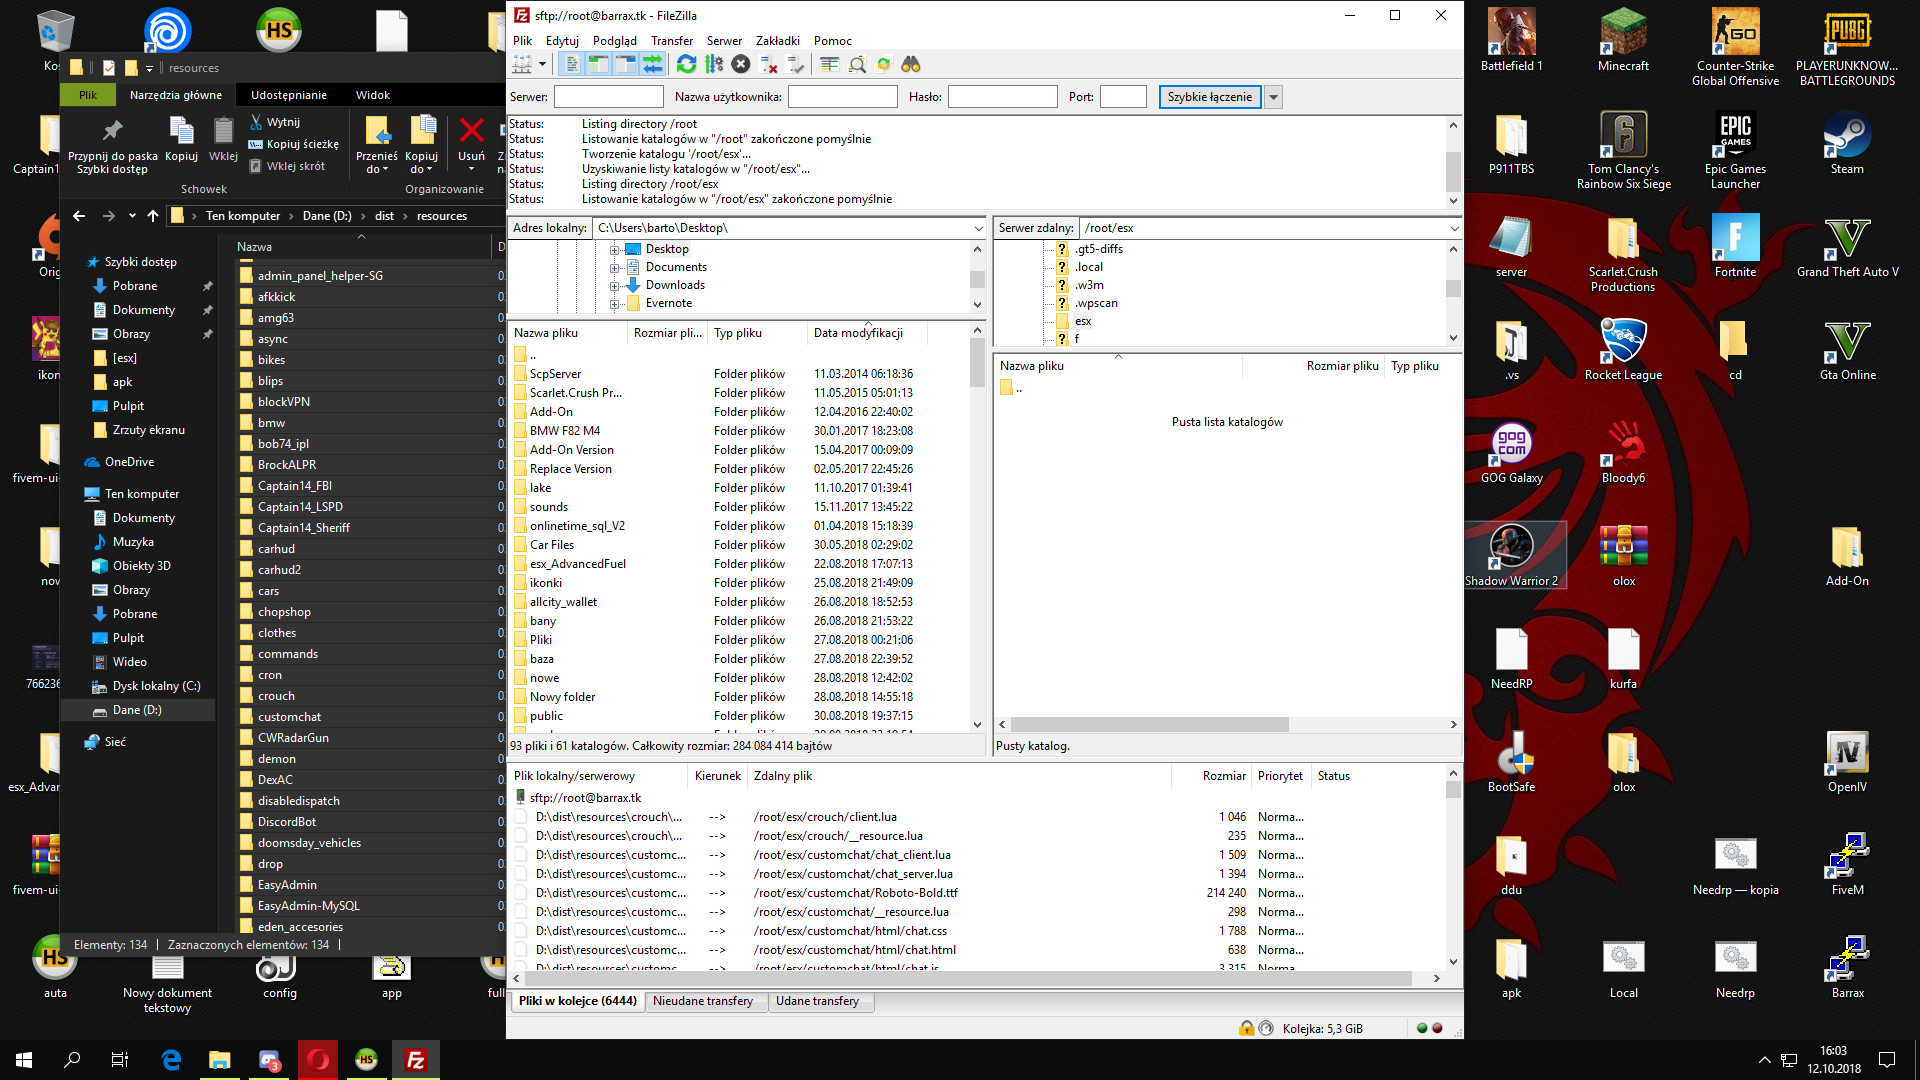 Kos
Captain1
Orig
ikon
fivem-ui-
now
766236
esx_Advan
fivem-ui-
auta
Nowy dokument tekstowy
config
app
full
resources
Plik
Narzędzia główne
Udostępnianie
Widok
Przypnij do paska Szybki dostęp
Kopiuj
Wklej
Wytnij
Kopiuj ścieżkę
Wklej skrót
Przenieś do
Kopiuj do
Usuń
Schowek
Organizowanie
Ten komputer
Dane (D:)
dist
resources
Szybki dostęp
Pobrane
Dokumenty
Obrazy
[esx]
apk
Pulpit
Zrzuty ekranu
OneDrive
Ten komputer
Dokumenty
Muzyka
Obiekty 3D
Obrazy
Pobrane
Pulpit
Wideo
Dysk lokalny (C:)
Dane (D:)
Sieć
Nazwa
admin_panel_helper-SG
afkkick
amg63
async
bikes
blips
blockVPN
bmw
bob74_ipl
BrockALPR
Captain14_FBI
Captain14_LSPD
Captain14_Sheriff
carhud
carhud2
cars
chopshop
clothes
commands
cron
crouch
customchat
CWRadarGun
demon
DexAC
disabledispatch
DiscordBot
doomsday_vehicles
drop
EasyAdmin
EasyAdmin-MySQL
eden_accesories
Elementy: 134
Zaznaczonych elementów: 134
sftp://root@barrax.tk - FileZilla
Plik Edytuj Podgląd Transfer Serwer Zakładki Pomoc
Serwer: Nazwa użytkownika: Hasło: Port: Szybkie łączenie
Status: Listing directory /root
Status: Listowanie katalogów w "/root" zakończone pomyślnie
Status: Tworzenie katalogu '/root/esx'...
Status: Uzyskiwanie listy katalogów w "/root/esx"...
Status: Listing directory /root/esx
Status: Listowanie katalogów w "/root/esx" zakończone pomyślnie
Adres lokalny: C:\Users\barto\Desktop\
Desktop
Documents
Downloads
Evernote
Nazwa pliku Rozmiar pli... Typ pliku Data modyfikacji
..
ScpServer Folder plików 11.03.2014 06:18:36
Scarlet.Crush Pr... Folder plików 11.05.2015 05:01:13
Add-On Folder plików 12.04.2016 22:40:02
BMW F82 M4 Folder plików 30.01.2017 18:23:08
Add-On Version Folder plików 15.04.2017 00:09:09
Replace Version Folder plików 02.05.2017 22:45:26
lake Folder plików 11.10.2017 01:39:41
sounds Folder plików 15.11.2017 13:45:22
onlinetime_sql_V2 Folder plików 01.04.2018 15:18:39
Car Files Folder plików 30.05.2018 02:29:02
esx_AdvancedFuel Folder plików 22.08.2018 17:07:13
ikonki Folder plików 25.08.2018 21:49:09
allcity_wallet Folder plików 26.08.2018 18:52:53
bany Folder plików 26.08.2018 21:53:22
Pliki Folder plików 27.08.2018 00:21:06
baza Folder plików 27.08.2018 22:39:52
nowe Folder plików 28.08.2018 12:42:02
Nowy folder Folder plików 28.08.2018 14:55:18
public Folder plików 30.08.2018 19:37:15
93 pliki i 61 katalogów. Całkowity rozmiar: 284 084 414 bajtów
Serwer zdalny: /root/esx
.gt5-diffs
.local
.w3m
.wpscan
esx
f
Nazwa pliku Rozmiar pliku Typ pliku
..
Pusta lista katalogów
Pusty katalog.
Plik lokalny/serwerowy Kierunek Zdalny plik Rozmiar Priorytet Status
sftp://root@barrax.tk
D:\dist\resources\crouch\... --> /root/esx/crouch/client.lua 1 046 Norma...
D:\dist\resources\crouch\... --> /root/esx/crouch/__resource.lua 235 Norma...
D:\dist\resources\customc... --> /root/esx/customchat/chat_client.lua 1 509 Norma...
D:\dist\resources\customc... --> /root/esx/customchat/chat_server.lua 1 394 Norma...
D:\dist\resources\customc... --> /root/esx/customchat/Roboto-Bold.ttf 214 240 Norma...
D:\dist\resources\customc... --> /root/esx/customchat/__resource.lua 298 Norma...
D:\dist\resources\customc... --> /root/esx/customchat/html/chat.css 1 788 Norma...
D:\dist\resources\customc... --> /root/esx/customchat/html/chat.html 638 Norma...
D:\dist\resources\customc... --> /root/esx/customchat/html/chat.js 3 315 Norma...
Pliki w kolejce (6444) Nieudane transfery Udane transfery
Kolejka: 5,3 GiB
Battlefield 1
Minecraft
Counter-Strike Global Offensive
PLAYERUNKNOW... BATTLEGROUNDS
P911TBS
Tom Clancy's Rainbow Six Siege
Epic Games Launcher
Steam
server
Scarlet.Crush Productions
Fortnite
Grand Theft Auto V
.vs
Rocket League
cd
Gta Online
GOG Galaxy
Bloody6
Shadow Warrior 2
olox
Add-On
NeedRP
kurfa
BootSafe
olox
OpenIV
ddu
Needrp — kopia
FiveM
apk
Local
Needrp
Barrax
16:03
12.10.2018